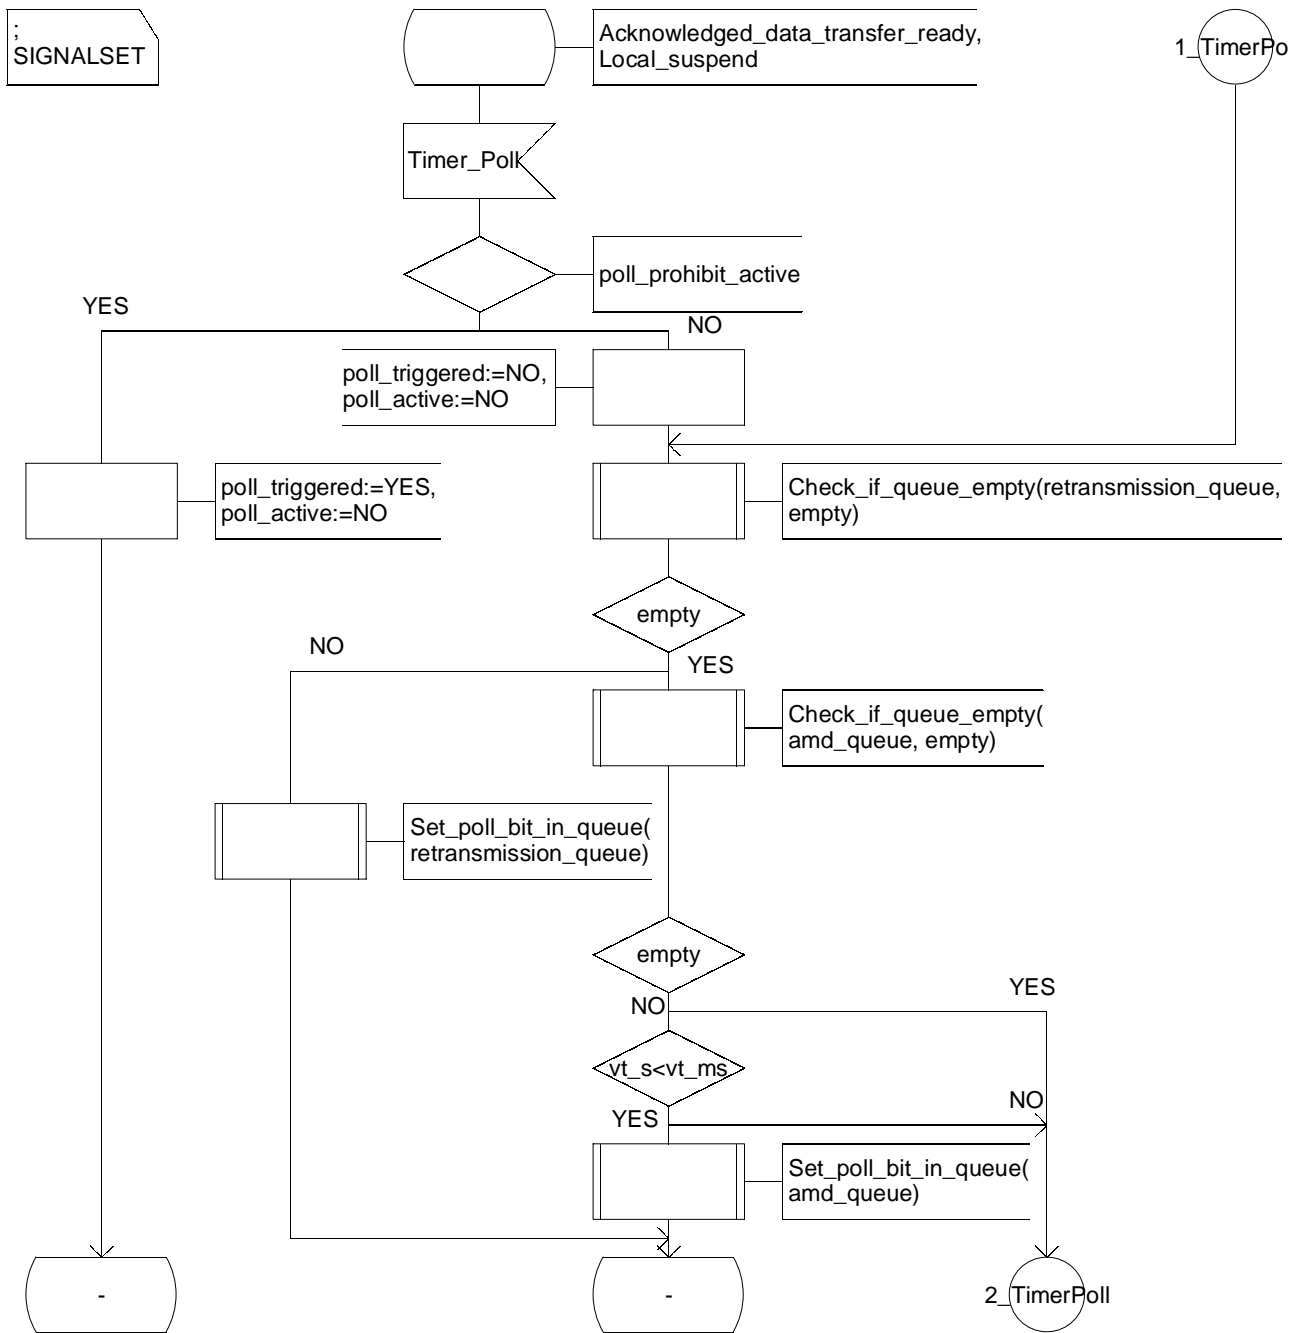 ;
SIGNALSET
Acknowledged_data_transfer_ready,
Local_suspend
1_TimerPo
Timer_Poll
poll_prohibit_active
YES
NO
poll_triggered:=NO,
poll_active:=NO
poll_triggered:=YES,
poll_active:=NO
Check_if_queue_empty(retransmission_queue,
empty)
empty
NO
YES
Check_if_queue_empty(
amd_queue, empty)
Set_poll_bit_in_queue(
retransmission_queue)
empty
NO
YES
vt_s<vt_ms
YES
NO
Set_poll_bit_in_queue(
amd_queue)
-
-
2_TimerPoll